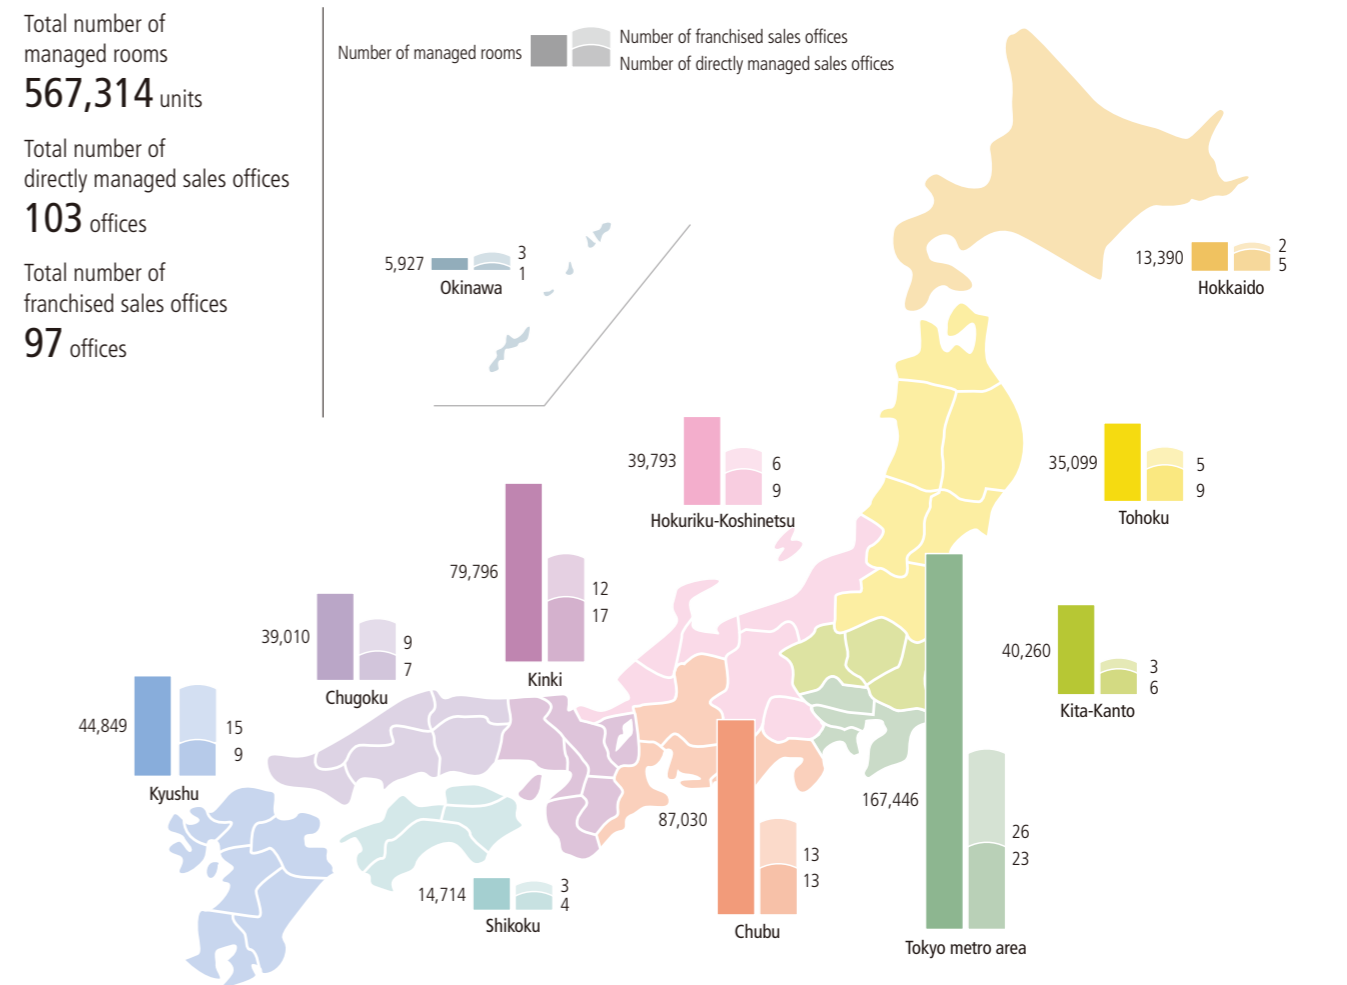 Total number of
managed rooms
567,314 units
Total number of
directly managed sales offices
103 offices
Total number of
franchised sales offices
97 offices
Number of managed rooms
Number of franchised sales offices
Number of directly managed sales offices
5,927
3
1
Okinawa
13,390
2
5
Hokkaido
39,793
6
9
Hokuriku-Koshinetsu
35,099
5
9
Tohoku
79,796
12
17
Kinki
39,010
9
7
Chugoku
40,260
3
6
Kita-Kanto
44,849
15
9
Kyushu
87,030
13
13
Chubu
167,446
26
23
Tokyo metro area
14,714
3
4
Shikoku